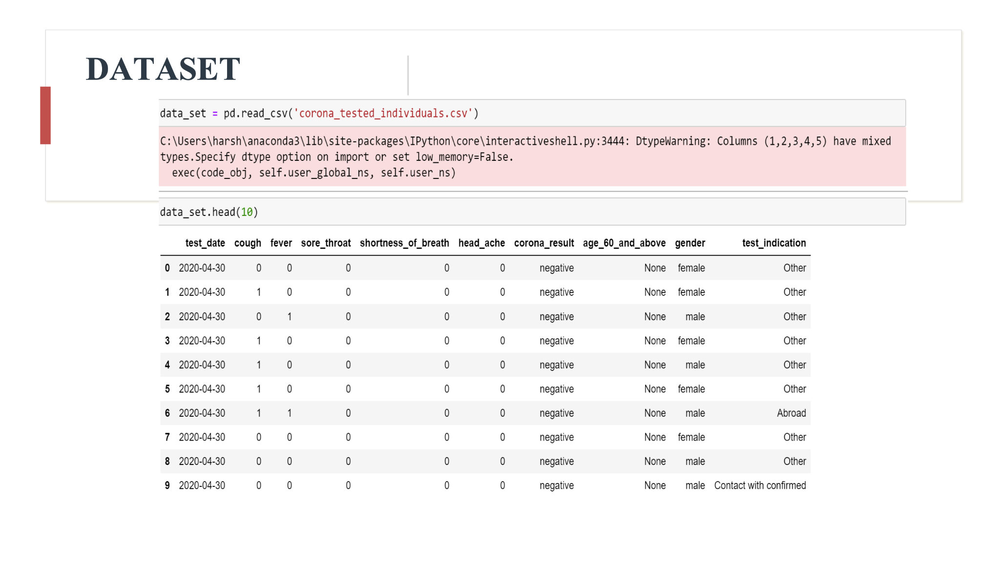 DATASET
data_set = pd.read_csv('corona_tested_individuals.csv')
C:\Users\harsh\anaconda3\lib\site-packages\IPython\core\interactiveshell.py:3444: DtypeWarning: Columns (1,2,3,4,5) have mixed
types.Specify dtype option on import or set low_memory=False.
exec(code_obj, self.user_global_ns, self.user_ns)
data_set.head(10)
test_date cough fever sore_throat shortness_of_breath head_ache corona_result age_60_and_above gender test_indication
0 2020-04-30 0 0 0 0 0 negative None female Other
1 2020-04-30 1 0 0 0 0 negative None female Other
2 2020-04-30 0 1 0 0 0 negative None male Other
3 2020-04-30 1 0 0 0 0 negative None female Other
4 2020-04-30 1 0 0 0 0 negative None male Other
5 2020-04-30 1 0 0 0 0 negative None female Other
6 2020-04-30 1 1 0 0 0 negative None male Abroad
7 2020-04-30 0 0 0 0 0 negative None female Other
8 2020-04-30 0 0 0 0 0 negative None male Other
9 2020-04-30 0 0 0 0 0 negative None male Contact with confirmed